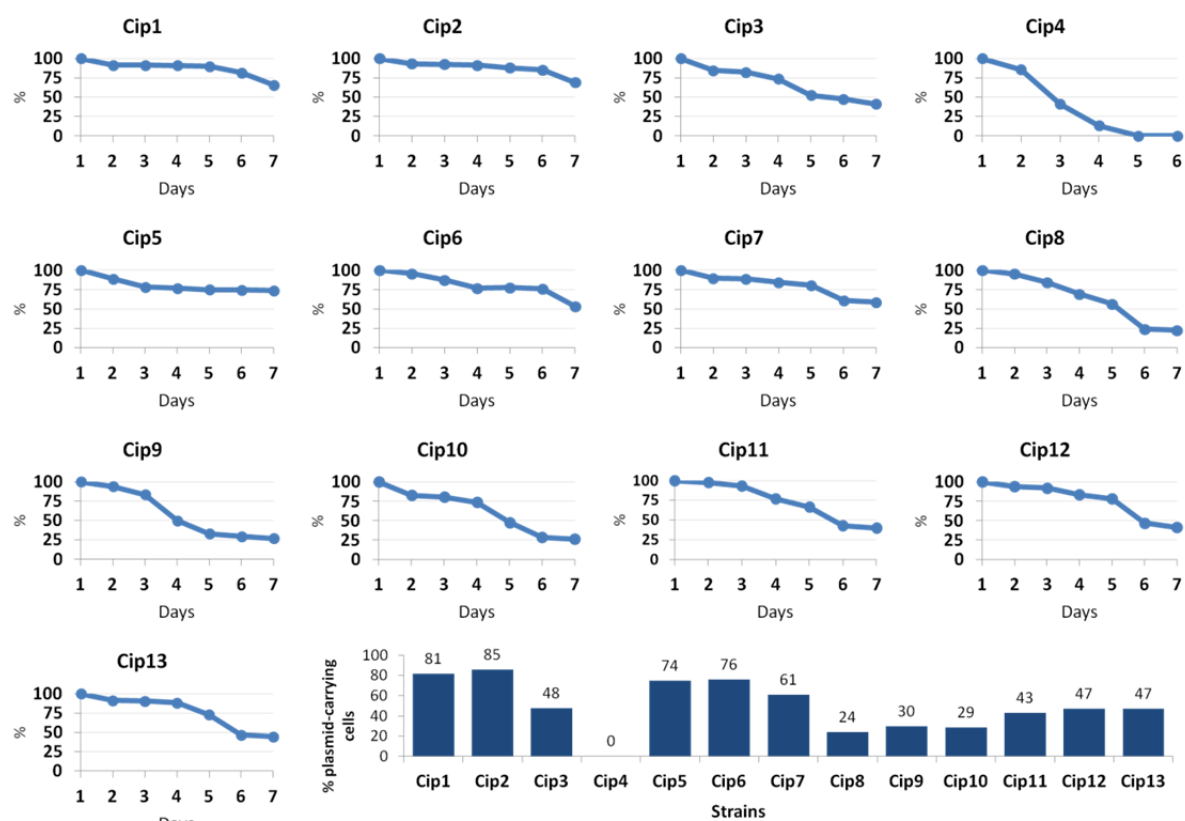 Cip1
Cip2
Cip3
Cip4
%
100
75
50
25
0
1 2 3 4 5 6 7
Days
%
100
75
50
25
0
1 2 3 4 5 6 7
Days
%
100
75
50
25
0
1 2 3 4 5 6 7
Days
%
100
75
50
25
0
1 2 3 4 5 6
Days
Cip5
Cip6
Cip7
Cip8
%
100
75
50
25
0
1 2 3 4 5 6 7
Days
%
100
75
50
25
0
1 2 3 4 5 6 7
Days
%
100
75
50
25
0
1 2 3 4 5 6 7
Days
%
100
75
50
25
0
1 2 3 4 5 6 7
Days
Cip9
Cip10
Cip11
Cip12
%
100
75
50
25
0
1 2 3 4 5 6 7
Days
%
100
75
50
25
0
1 2 3 4 5 6 7
Days
%
100
75
50
25
0
1 2 3 4 5 6 7
Days
%
100
75
50
25
0
1 2 3 4 5 6 7
Days
Cip13
%
100
75
50
25
0
1 2 3 4 5 6 7
Days
% plasmid-carrying
cells
100
80
60
40
20
0
81 85 48 0 74 76 61 24 30 29 43 47 47
Cip1 Cip2 Cip3 Cip4 Cip5 Cip6 Cip7 Cip8 Cip9 Cip10 Cip11 Cip12 Cip13
Strains